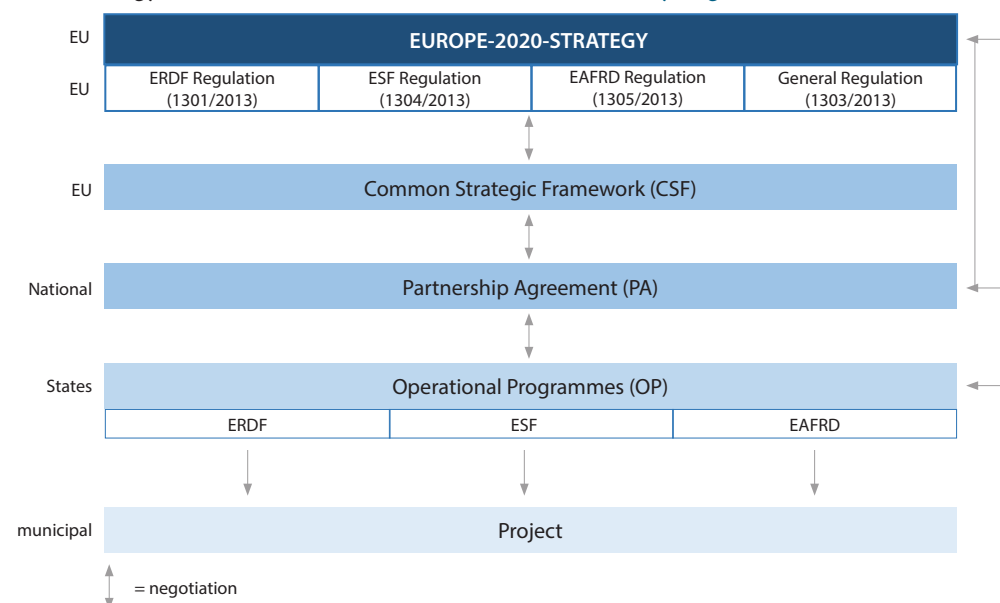 EU
EUROPE-2020-STRATEGY
EU
ERDF Regulation
(1301/2013)
ESF Regulation
(1304/2013)
EAFRD Regulation
(1305/2013)
General Regulation
(1303/2013)
EU
Common Strategic Framework (CSF)
National
Partnership Agreement (PA)
States
Operational Programmes (OP)
ERDF
ESF
EAFRD
municipal
Project
= negotiation